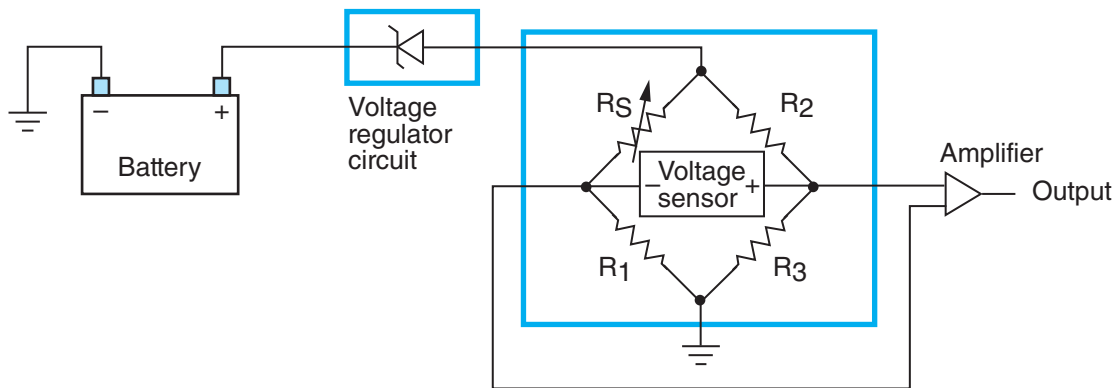 −
+
Battery
Voltage
regulator
circuit
RS
R2
−
Voltage
sensor
+
R1
R3
Amplifier
Output